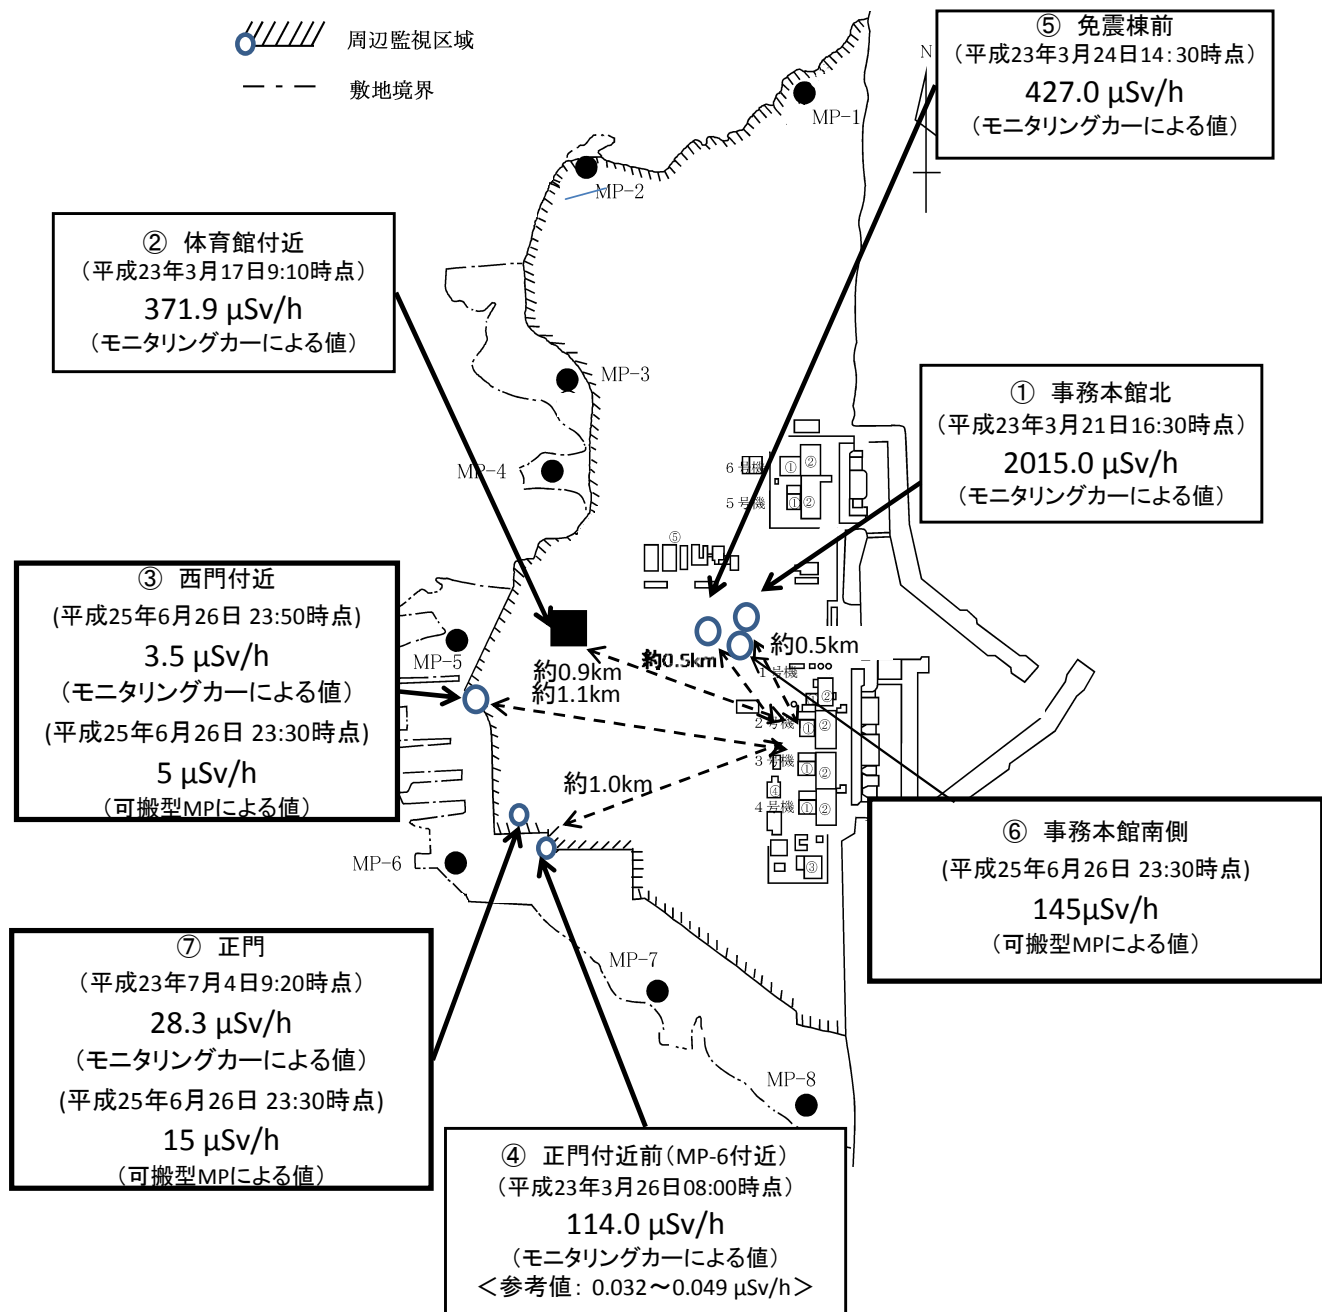 周辺監視区域
敷地境界
⑤ 免震棟前
(平成23年3月24日14:30時点)
427.0 μSv/h
(モニタリングカーによる値)
N
MP-1
MP-2
② 体育館付近
(平成23年3月17日9:10時点)
371.9 μSv/h
(モニタリングカーによる値)
MP-3
① 事務本館北
(平成23年3月21日16:30時点)
2015.0 μSv/h
(モニタリングカーによる値)
MP-4
6号機
① ②
5号機
① ②
⑤
③ 西門付近
(平成25年6月26日 23:50時点)
3.5 μSv/h
(モニタリングカーによる値)
(平成25年6月26日 23:30時点)
5 μSv/h
(可搬型MPによる値)
MP-5
約0.9km
約1.1km
約0.5km
約0.5km
1号機
②
2号機
① ②
3号機
① ②
約1.0km
④
4号機
① ②
③
MP-6
⑥ 事務本館南側
(平成25年6月26日 23:30時点)
145μSv/h
(可搬型MPによる値)
⑦ 正門
(平成23年7月4日9:20時点)
28.3 μSv/h
(モニタリングカーによる値)
(平成25年6月26日 23:30時点)
15 μSv/h
(可搬型MPによる値)
MP-7
MP-8
④ 正門付近前(MP-6付近)
(平成23年3月26日08:00時点)
114.0 μSv/h
(モニタリングカーによる値)
<参考値: 0.032～0.049 μSv/h>